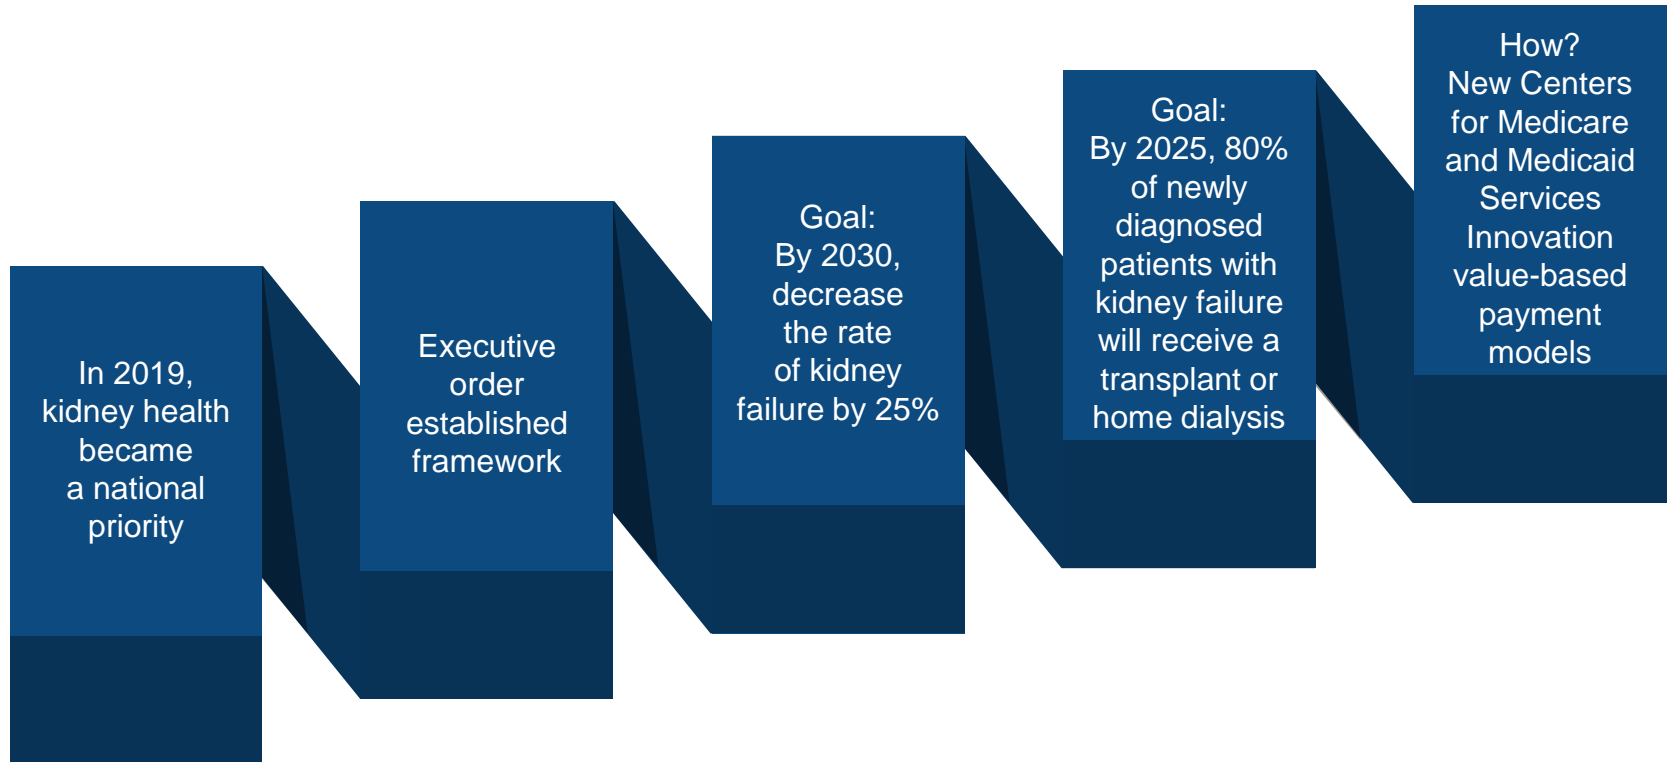 In 2019,
kidney health
became
a national
priority
Executive
order
established
framework
Goal:
By 2030,
decrease
the rate
of kidney
failure by 25%
Goal:
By 2025, 80%
of newly
diagnosed
patients with
kidney failure
will receive a
transplant or
home dialysis
How?
New Centers
for Medicare
and Medicaid
Services
Innovation
value-based
payment
models